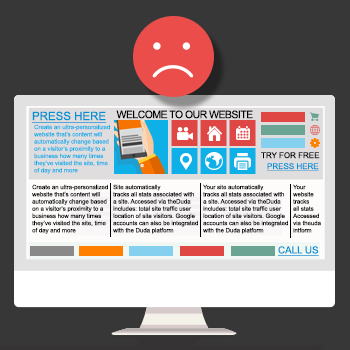 PRESS HERE
Create an ultra-personalized
website that's content will
automatically change based
on a visitor's proximity to a
business how many times
they've visited the site, time
of day and more
WELCOME TO OUR WEBSITE
TRY FOR FREE
PRESS HERE
Create an ultra-personalized
website that's content will
automatically change based
on a visitor's proximity to a
business how many times
they've visited the site, time
of day and more
Site automatically
tracks all stats associated with
a site. Accessed via theDuda
includes: total site traffic user
location of site visitors. Google
accounts can also be integrated
with the Duda platform
Your site automatically
tracks all stats associated with
a site. Accessed via theDuda
includes: total site traffic user
location of site visitors. Google
accounts can also be integrated
with the Duda platform
Your
website
tracks
all stats
Accessed
via theuda
inform
CALL US